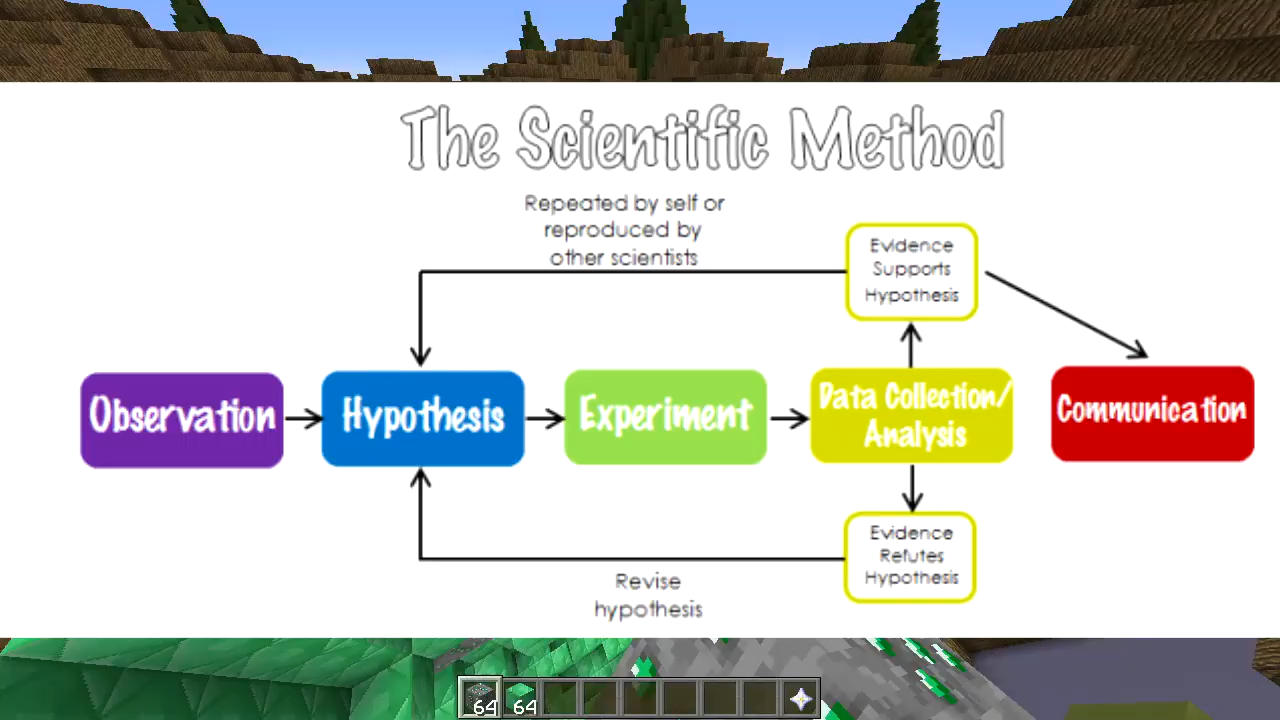 The Scientific Method
Repeated by self or
reproduced by
other scientists
Evidence
Supports
Hypothesis
Observation
Hypothesis
Experiment
Data Collection/
Analysis
Communication
Evidence
Refutes
Hypothesis
Revise
hypothesis
64
64